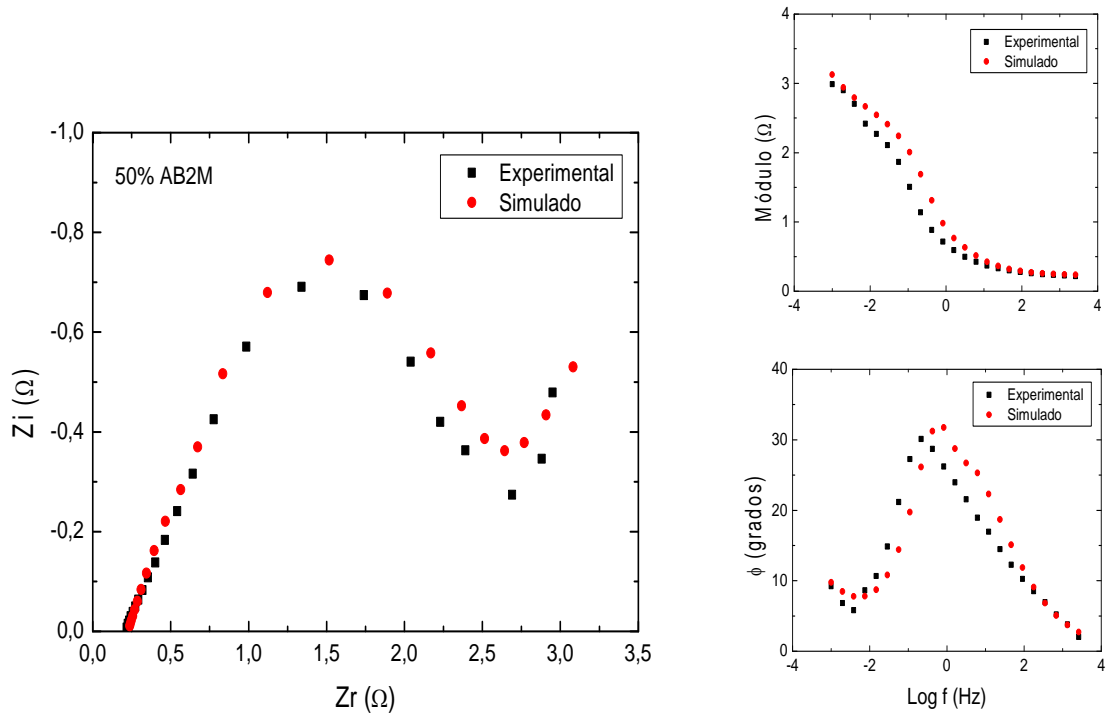 -1,0
-0,8
-0,6
-0,4
-0,2
0,0
Zi (Ω)
50% AB2M
Experimental
Simulado
0,0 0,5 1,0 1,5 2,0 2,5 3,0 3,5
Zr (Ω)
4
3
2
1
0
Módulo (Ω)
Experimental
Simulado
-4 -2 0 2 4
40
30
20
10
0
ϕ (grados)
Experimental
Simulado
-4 -2 0 2 4
Log f (Hz)